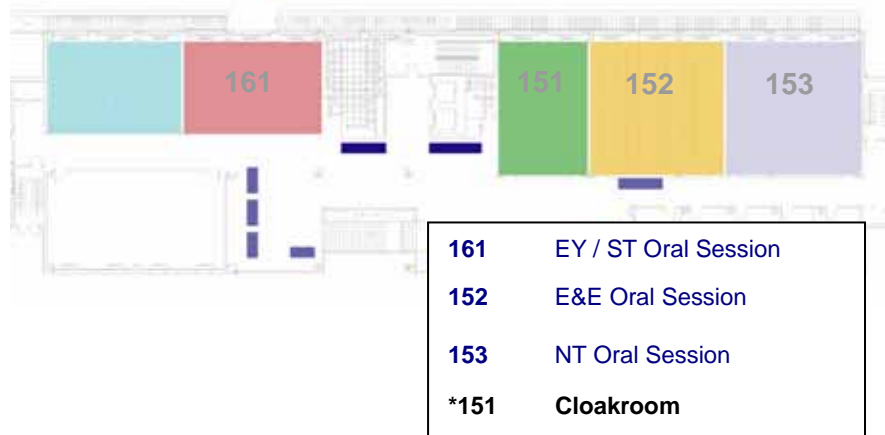 161
151
152
153
161 EY / ST Oral Session
152 E&E Oral Session
153 NT Oral Session
*151 Cloakroom